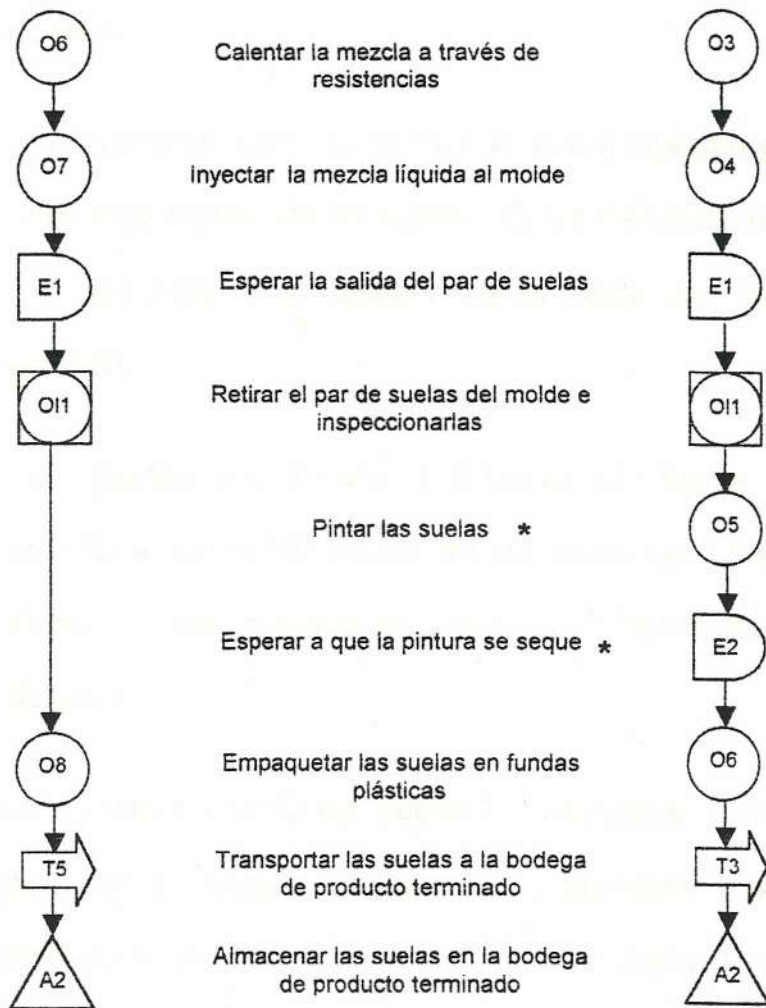 O6
Calentar la mezcla a través de
resistencias
O3
O7
inyectar la mezcla líquida al molde
O4
E1
Esperar la salida del par de suelas
E1
OI1
Retirar el par de suelas del molde e
inspeccionarlas
OI1
Pintar las suelas *
O5
Esperar a que la pintura se seque *
E2
O8
Empaquetar las suelas en fundas
plásticas
O6
T5
Transportar las suelas a la bodega
de producto terminado
T3
A2
Almacenar las suelas en la bodega
de producto terminado
A2